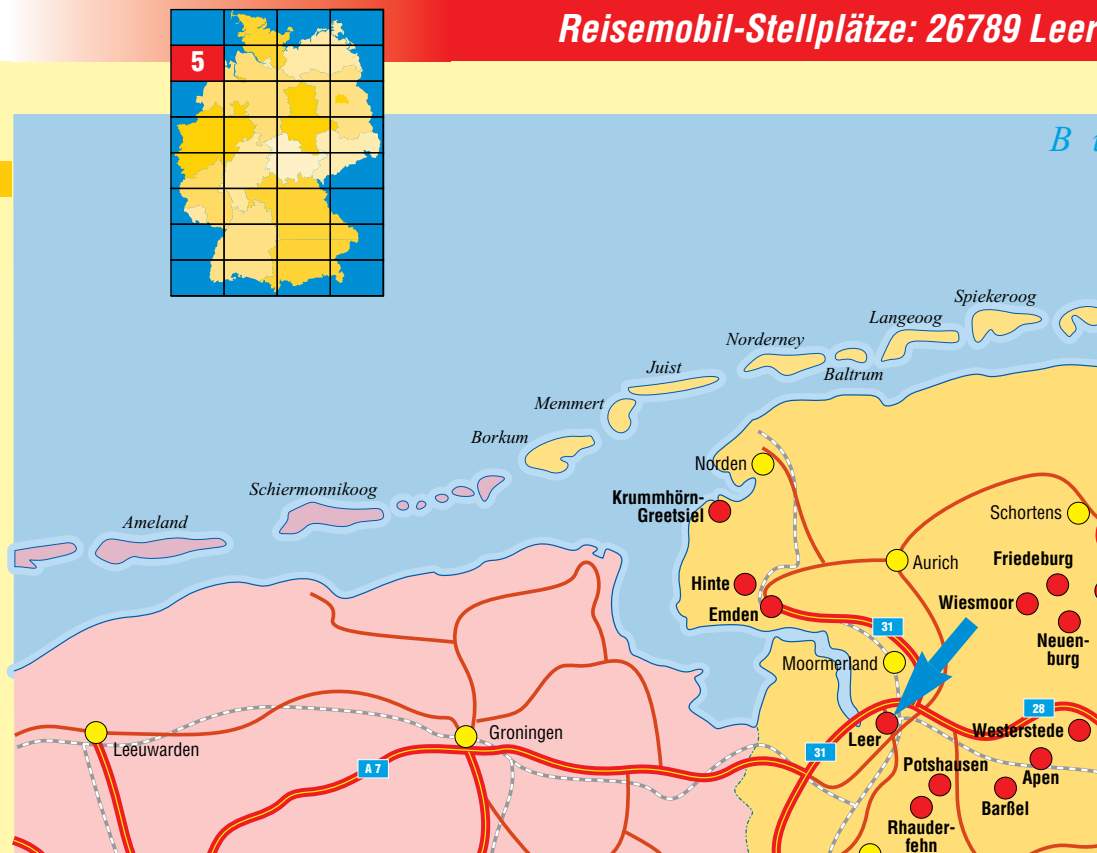 Reisemobil-Stellplätze: 26789 Leer
5
B
Spiekeroog
Langeoog
Norderney
Baltrum
Juist
Memmert
Borkum
Norden
Schiermonnikoog
Krummhörn-
Greetsiel
Schortens
Ameland
Aurich
Friedeburg
Hinte
Wiesmoor
Emden
31
Neuen-
burg
Moormerland
28
Westerstede
Groningen
Leer
Leeuwarden
31
A 7
Potshausen
Apen
Barßel
Rhauder-
fehn